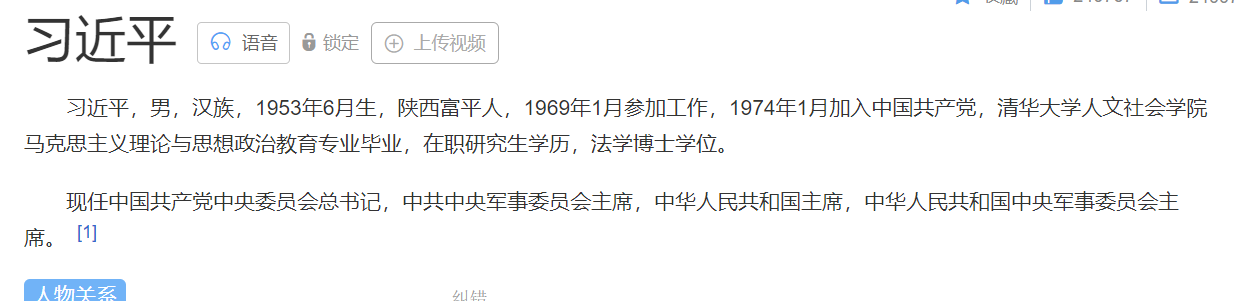 习近平 语音 锁定 上传视频
习近平，男，汉族，1953年6月生，陕西富平人，1969年1月参加工作，1974年1月加入中国共产党，清华大学人文社会学院
马克思主义理论与思想政治教育专业毕业，在职研究生学历，法学博士学位。
现任中国共产党中央委员会总书记，中共中央军事委员会主席，中华人民共和国主席，中华人民共和国中央军事委员会主
席。 [1]
人物关系 纠错